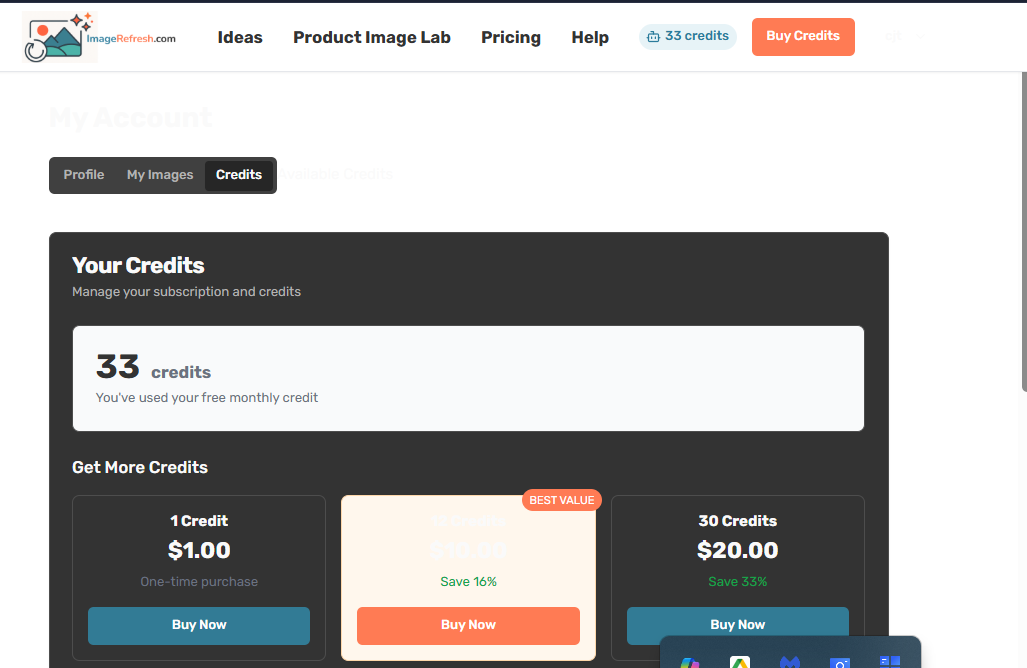 ImageRefresh.com
Ideas
Product Image Lab
Pricing
Help
33 credits
Buy Credits
My Account
Profile
My Images
Credits
Available Credits
Your Credits
Manage your subscription and credits
33 credits
You've used your free monthly credit
Get More Credits
BEST VALUE
1 Credit
$1.00
One-time purchase
Buy Now
$10.00
Save 16%
Buy Now
30 Credits
$20.00
Save 33%
Buy Now